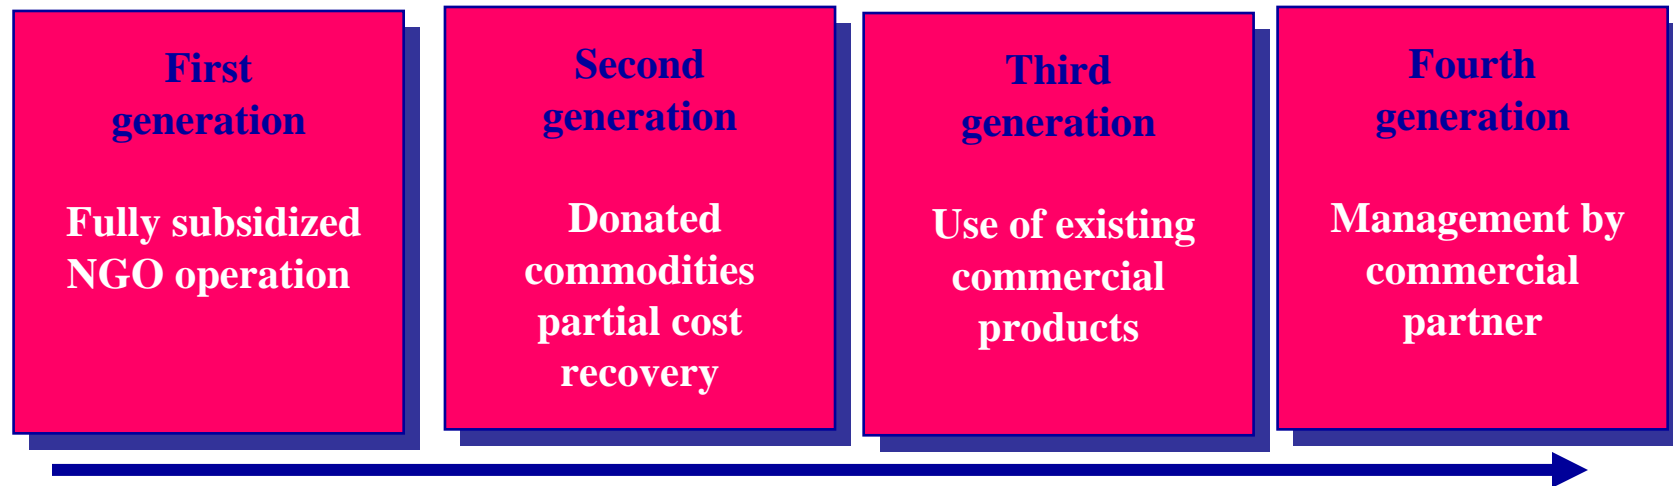 First
generation
Fully subsidized
NGO operation
Second
generation
Donated
commodities
partial cost
recovery
Third
generation
Use of existing
commercial
products
Fourth
generation
Management by
commercial
partner